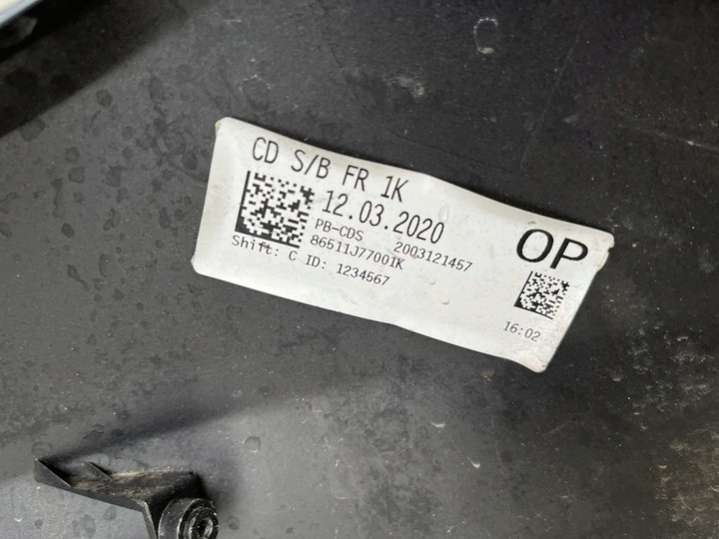 CD S/B FR 1K
12.03.2020
PB-CDS 2003121457
86511J7700IK
Shift: C ID: 1234567
OP
16:02